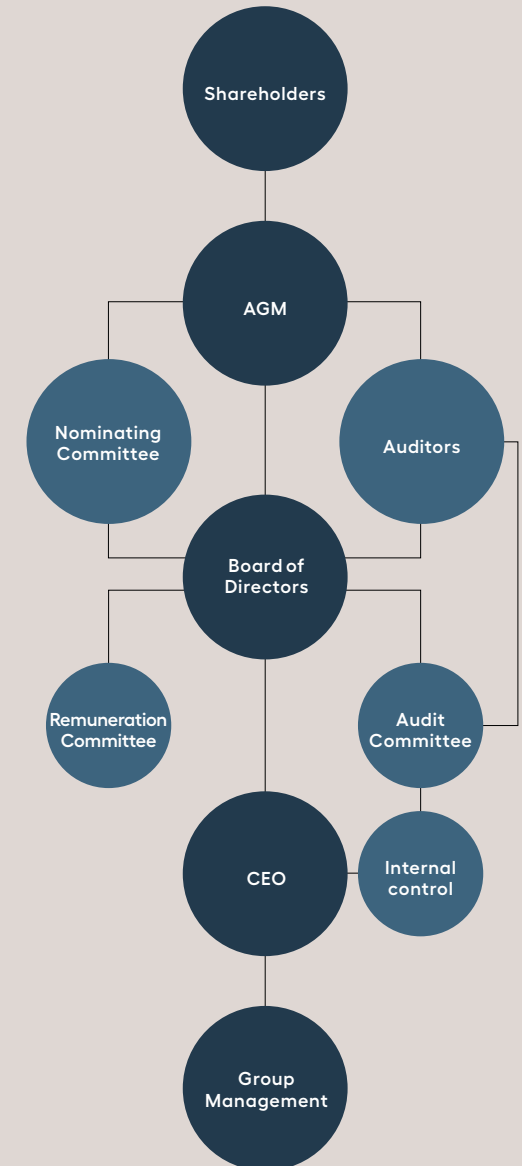 Shareholders
AGM
Nominating
Committee
Auditors
Board of
Directors
Remuneration
Committee
Audit
Committee
CEO
Internal
control
Group
Management